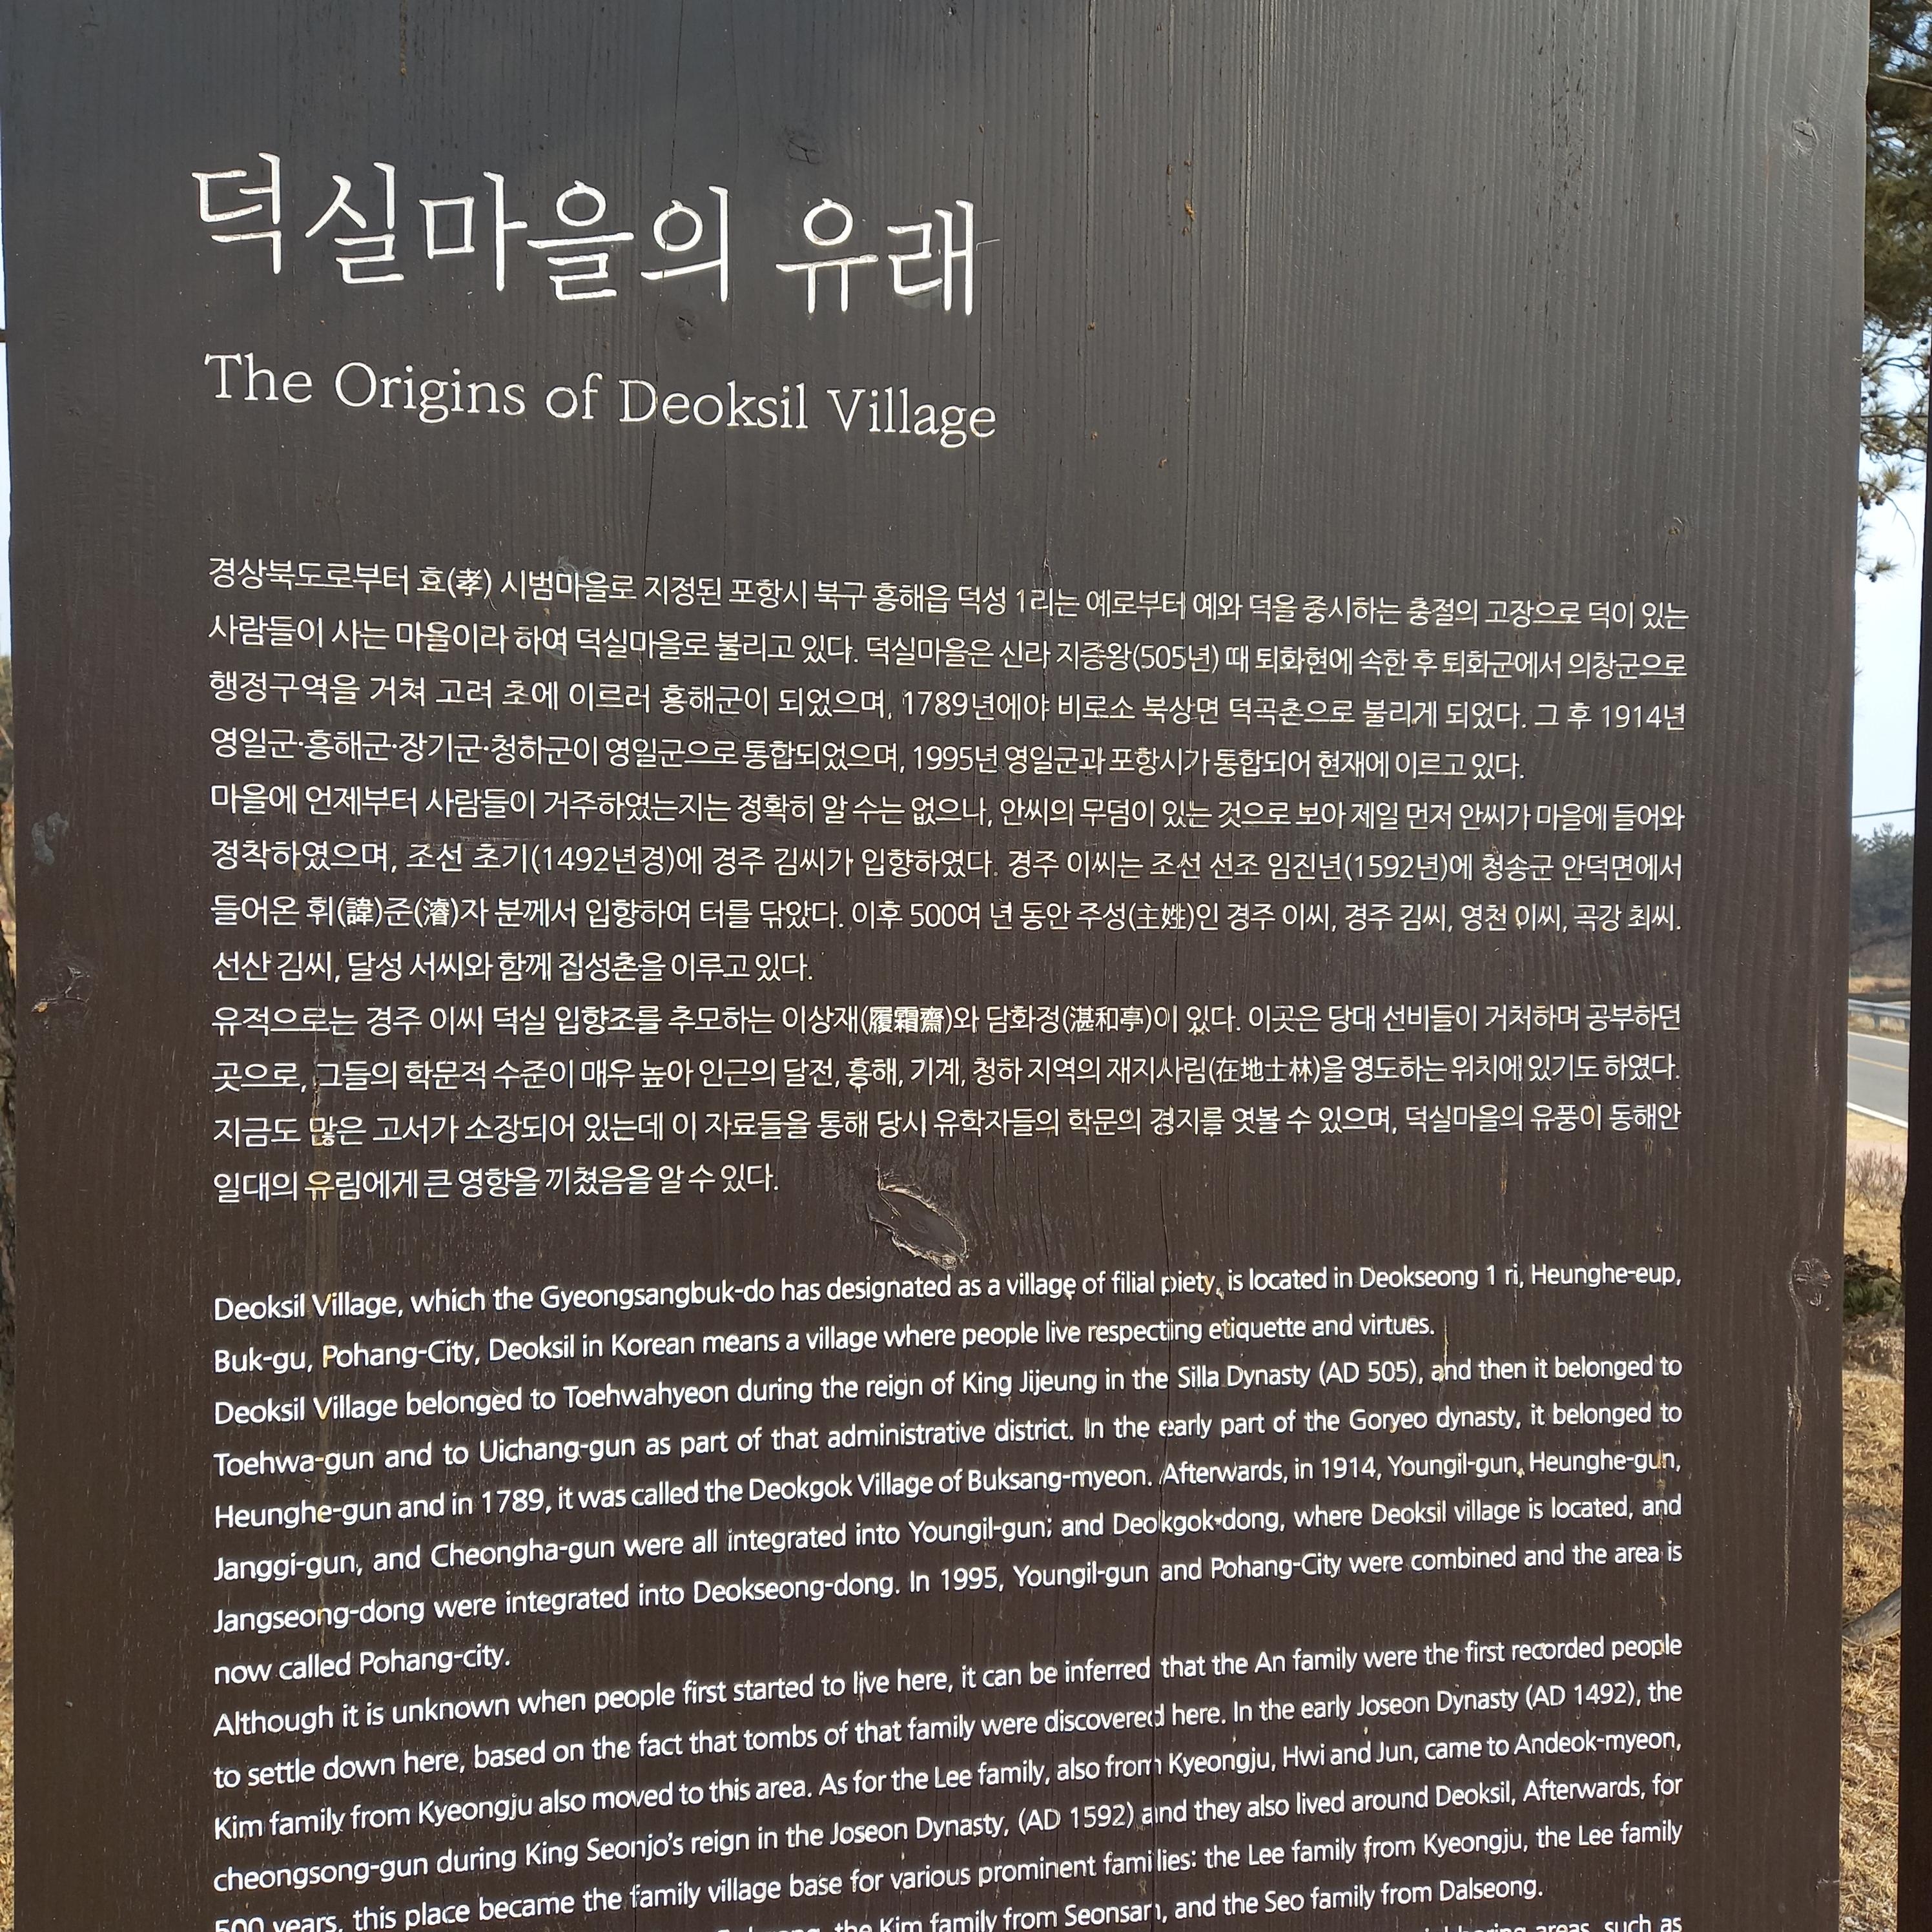 덕실마을의 유래
The Origins of Deoksil Village
경상북도로부터 효(孝) 시범마을로 지정된 포항시 북구 흥해읍 덕성 1리는 예로부터 예와 덕을 중시하는 충절의 고장으로 덕이 있는
사람들이 사는 마을이라 하여 덕실마을로 불리고 있다. 덕실마을은 신라 지증왕(505년) 때 퇴화현에 속한 후 퇴화군에서 의창군으로
행정구역을 거쳐 고려 초에 이르러 흥해군이 되었으며, 1789년에야 비로소 북상면 덕곡촌으로 불리게 되었다. 그 후 1914년
영일군·흥해군·장기군·청하군이 영일군으로 통합되었으며, 1995년 영일군과 포항시가 통합되어 현재에 이르고 있다.
마을에 언제부터 사람들이 거주하였는지는 정확히 알 수는 없으나, 안씨의 무덤이 있는 것으로 보아 제일 먼저 안씨가 마을에 들어와
정착하였으며, 조선 초기(1492년경)에 경주 김씨가 입향하였다. 경주 이씨는 조선 선조 임진년(1592년)에 청송군 안덕면에서
들어온 휘(諱)준(濬)자 분께서 입향하여 터를 닦았다. 이후 500여 년 동안 주성(主姓)인 경주 이씨, 경주 김씨, 영천 이씨, 곡강 최씨.
선산 김씨, 달성 서씨와 함께 집성촌을 이루고 있다.
유적으로는 경주 이씨 덕실 입향조를 추모하는 이상재(履霜齋)와 담화정(湛和亭)이 있다. 이곳은 당대 선비들이 거처하며 공부하던
곳으로, 그들의 학문적 수준이 매우 높아 인근의 달전, 흥해, 기계, 청하 지역의 재지사림(在地士林)을 영도하는 위치에 있기도 하였다.
지금도 많은 고서가 소장되어 있는데 이 자료들을 통해 당시 유학자들의 학문의 경지를 엿볼 수 있으며, 덕실마을의 유풍이 동해안
일대의 유림에게 큰 영향을 끼쳤음을 알 수 있다.
Deoksil Village, which the Gyeongsangbuk-do has designated as a village of filial piety, is located in Deokseong 1 ri, Heunghe-eup,
Buk-gu, Pohang-City, Deoksil in Korean means a village where people live respecting etiquette and virtues.
Deoksil Village belonged to Toehwahyeon during the reign of King Jijeung in the Silla Dynasty (AD 505), and then it belonged to
Toehwa-gun and to Uichang-gun as part of that administrative district. In the early part of the Goryeo dynasty, it belonged to
Heunghe-gun and in 1789, it was called the Deokgok Village of Buksang-myeon. Afterwards, in 1914, Youngil-gun, Heunghe-gun,
Janggi-gun, and Cheongha-gun were all integrated into Youngil-gun; and Deokgok-dong, where Deoksil village is located, and
Jangseong-dong were integrated into Deokseong-dong. In 1995, Youngil-gun and Pohang-City were combined and the area is
now called Pohang-city.
Although it is unknown when people first started to live here, it can be inferred that the An family were the first recorded people
to settle down here, based on the fact that tombs of that family were discovered here. In the early Joseon Dynasty (AD 1492), the
Kim family from Kyeongju also moved to this area. As for the Lee family, also from Kyeongju, Hwi and Jun, came to Andeok-myeon,
cheongsong-gun during King Seonjo's reign in the Joseon Dynasty, (AD 1592) and they also lived around Deoksil, Afterwards, for
500 years, this place became the family village base for various prominent families: the Lee family from Kyeongju, the Lee family
the Kim family from Seonsan, and the Seo family from Dalseong.
areas, such as